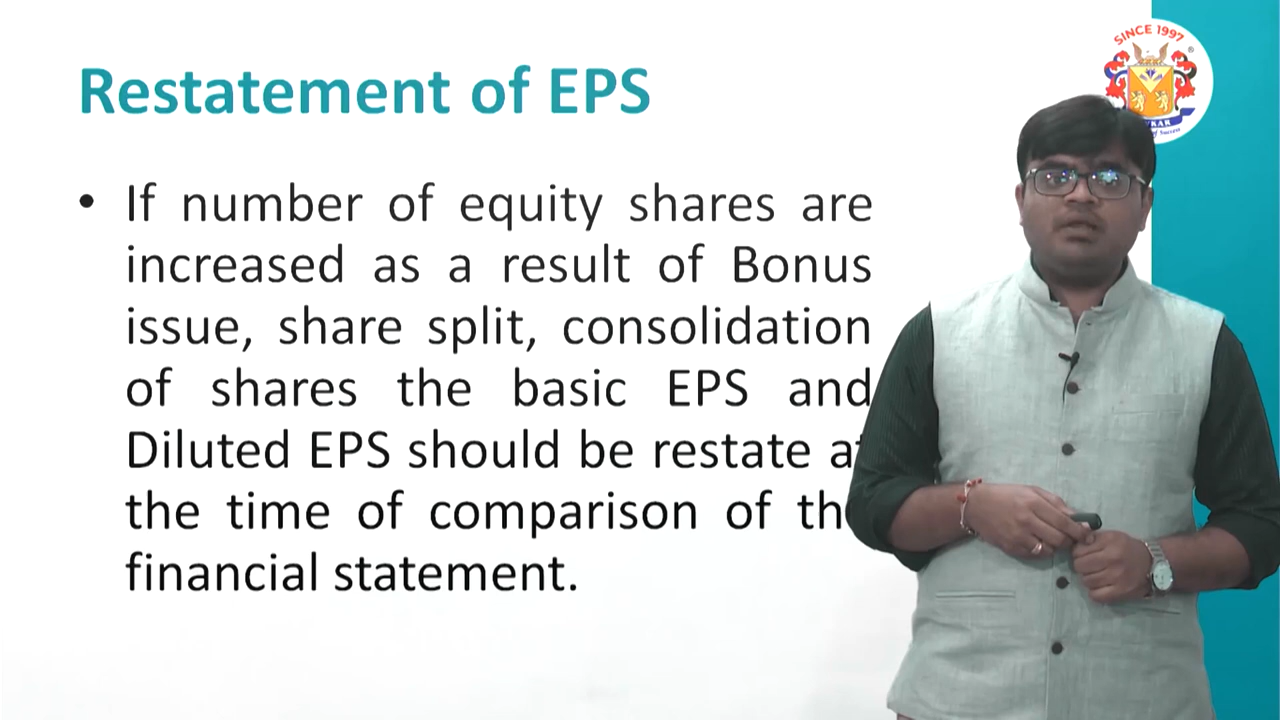 SINCE 1997
®
Restatement of EPS
• If number of equity shares are
increased as a result of Bonus
issue, share split, consolidation
of shares the basic EPS and
Diluted EPS should be restate
the time of comparison of
financial statement.